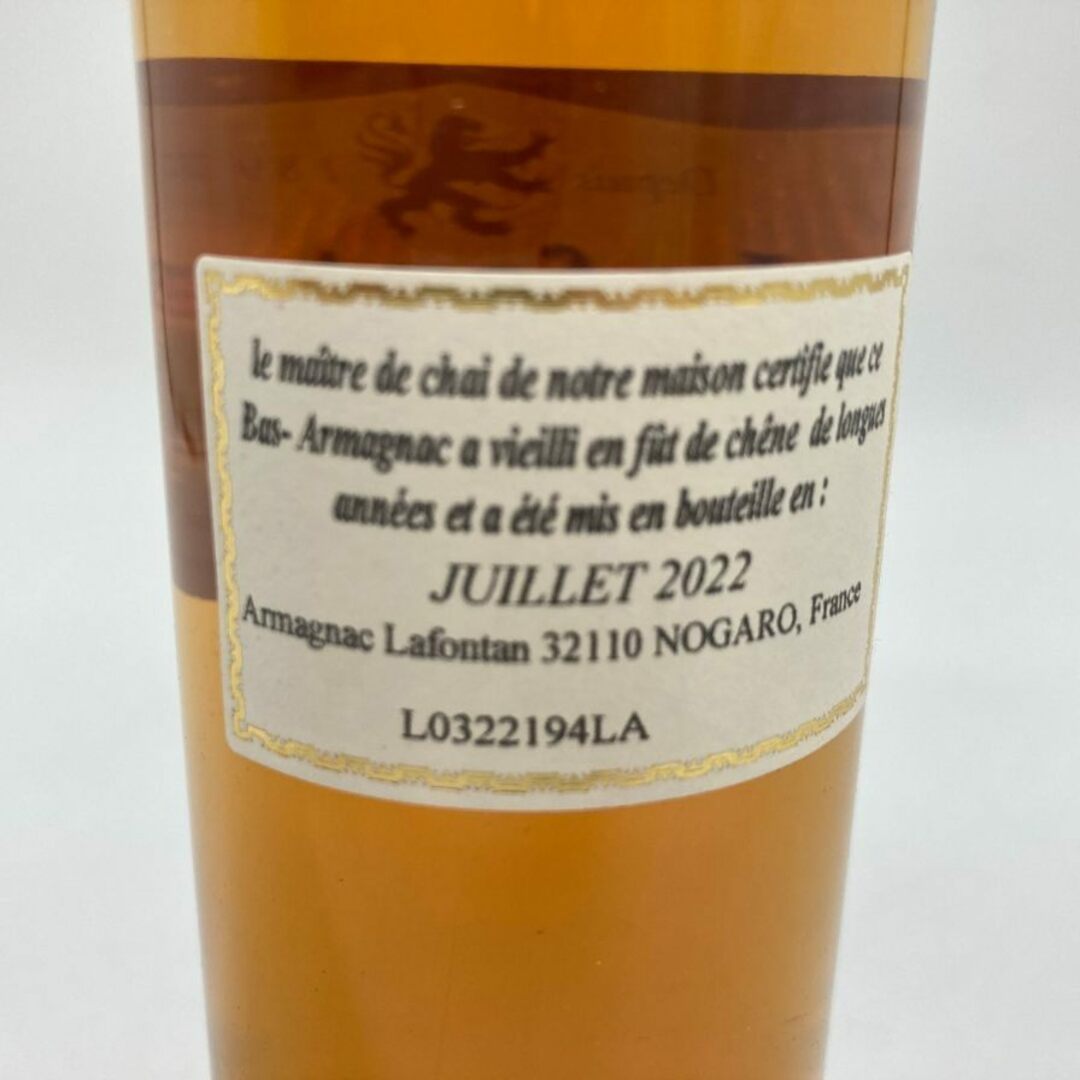 Depuis
le maître de chai de notre maison certifie que ce
Bas- Armagnac a vieilli en fût de chêne de longues
années et a été mis en bouteille en :
JUILLET 2022
Armagnac Lafontan 32110 NOGARO, France
L0322194LA